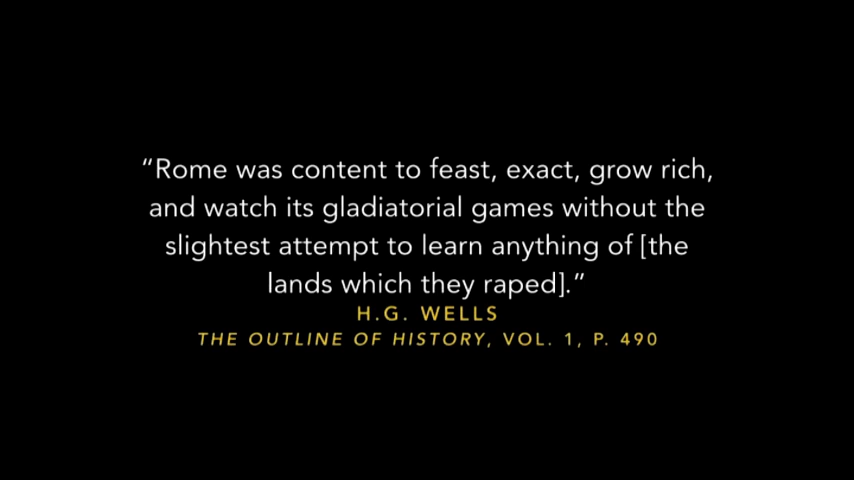 “Rome was content to feast, exact, grow rich,
and watch its gladiatorial games without the
slightest attempt to learn anything of [the
lands which they raped].”
H.G. WELLS
THE OUTLINE OF HISTORY, VOL. 1, P. 490